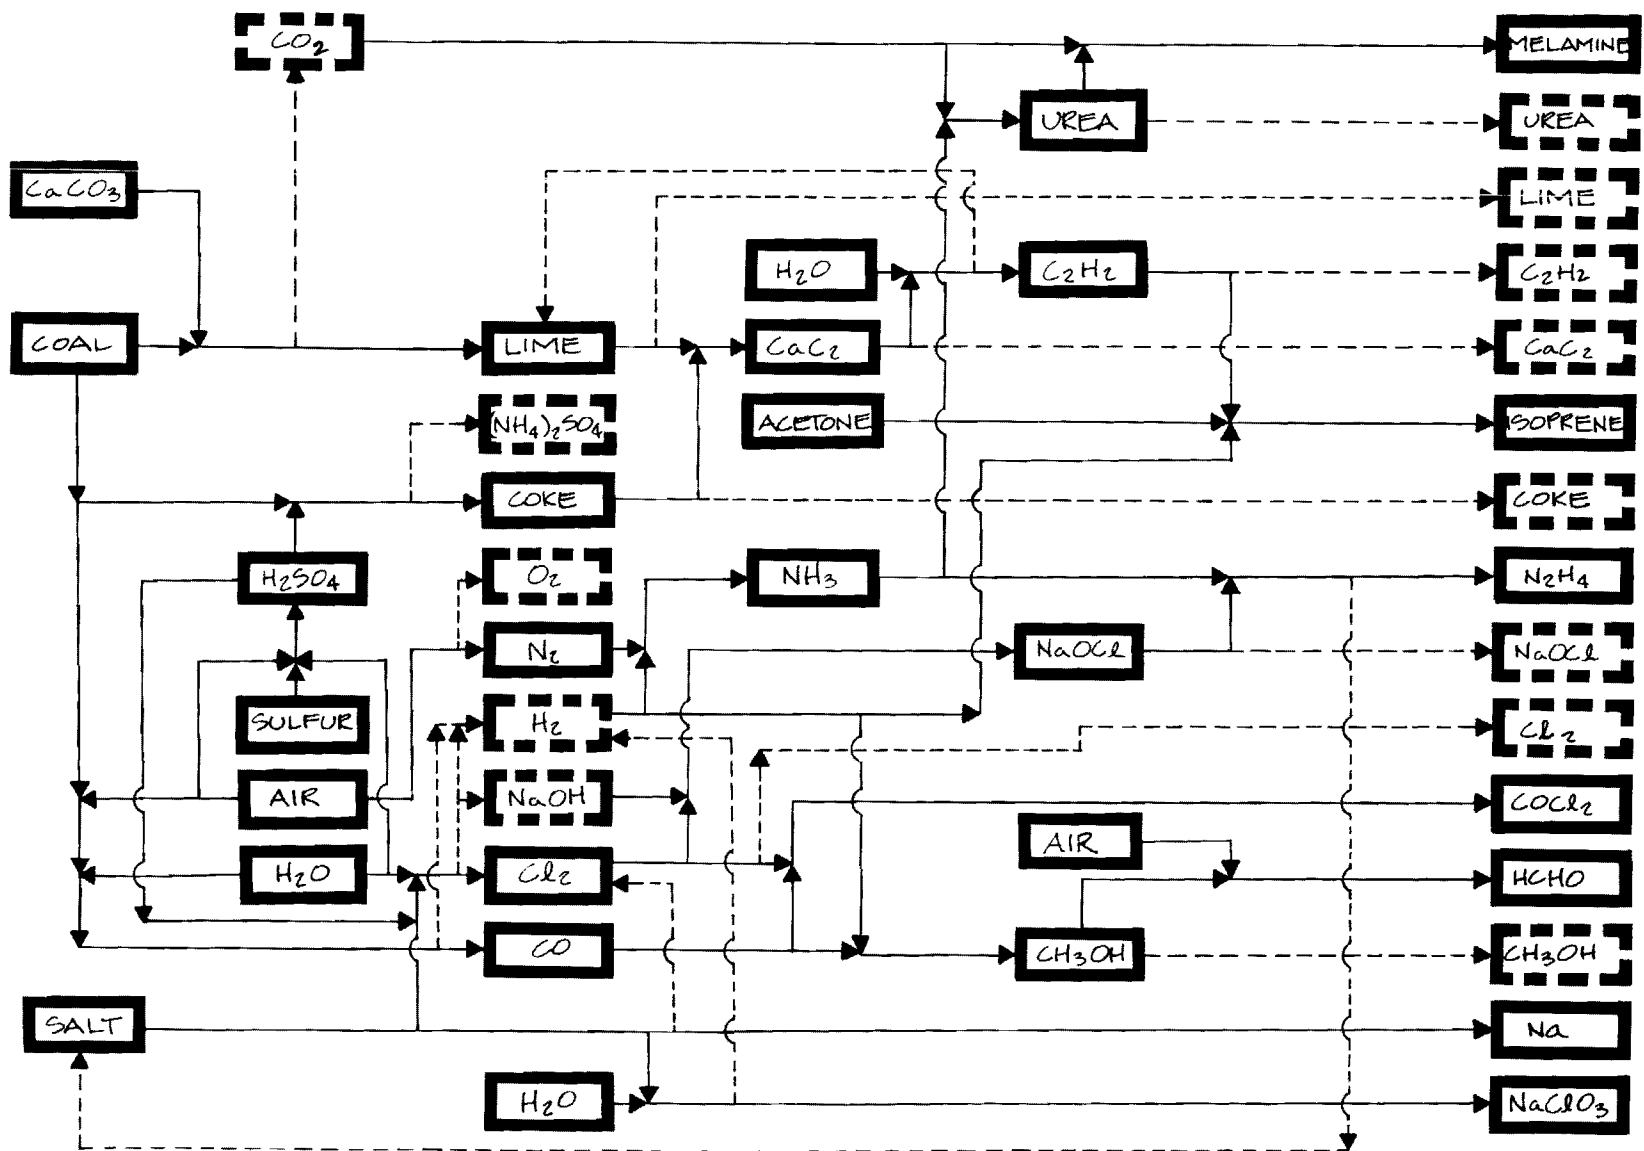 CO2
MELAMINE
UREA
UREA
CaCO3
LIME
H2O
C2H2
C2H2
COAL
LIME
CaC2
CaC2
(NH4)2SO4
ACETONE
ISOPRENE
COKE
COKE
H2SO4
O2
NH3
N2H4
N2
NaOCl
NaOCl
SULFUR
H2
Cl2
AIR
NaOH
COCl2
AIR
H2O
Cl2
HCHO
CO
CH3OH
CH3OH
SALT
Na
H2O
NaClO3